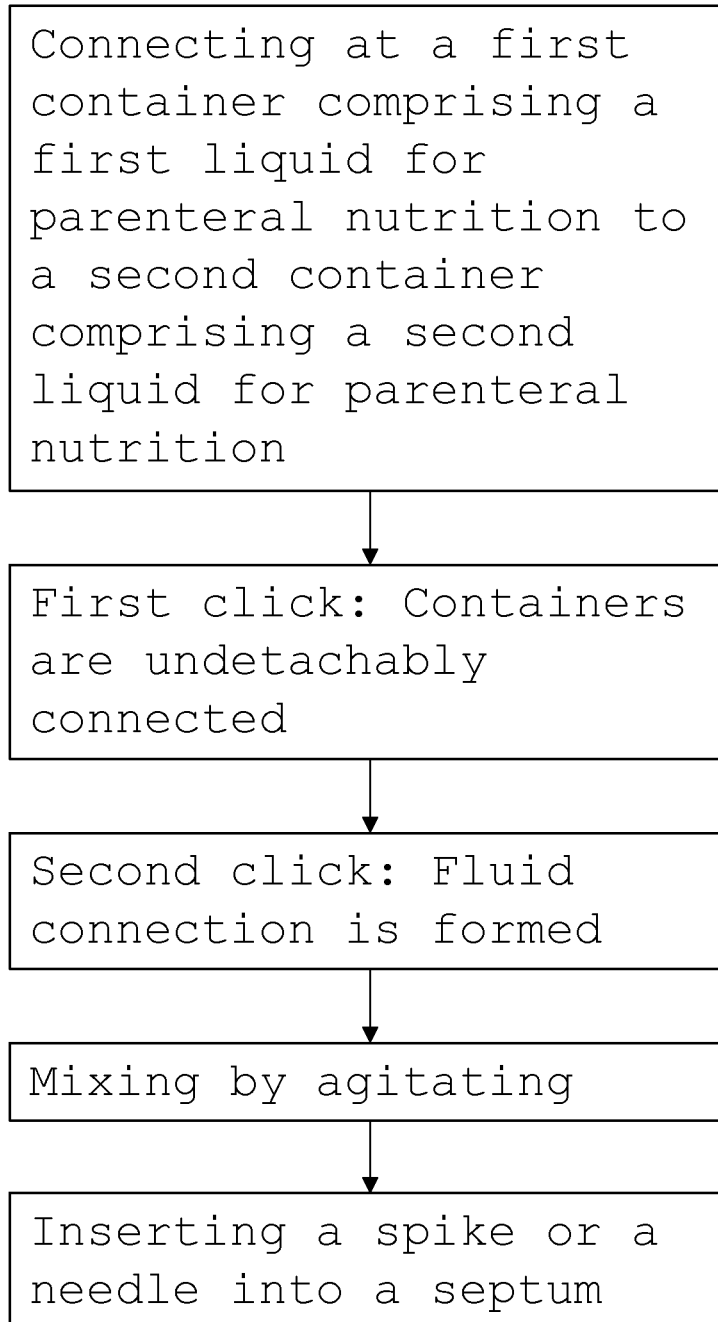 Connecting at a first
container comprising a
first liquid for
parenteral nutrition to
a second container
comprising a second
liquid for parenteral
nutrition
First click: Containers
are undetachably
connected
Second click: Fluid
connection is formed
Mixing by agitating
Inserting a spike or a
needle into a septum